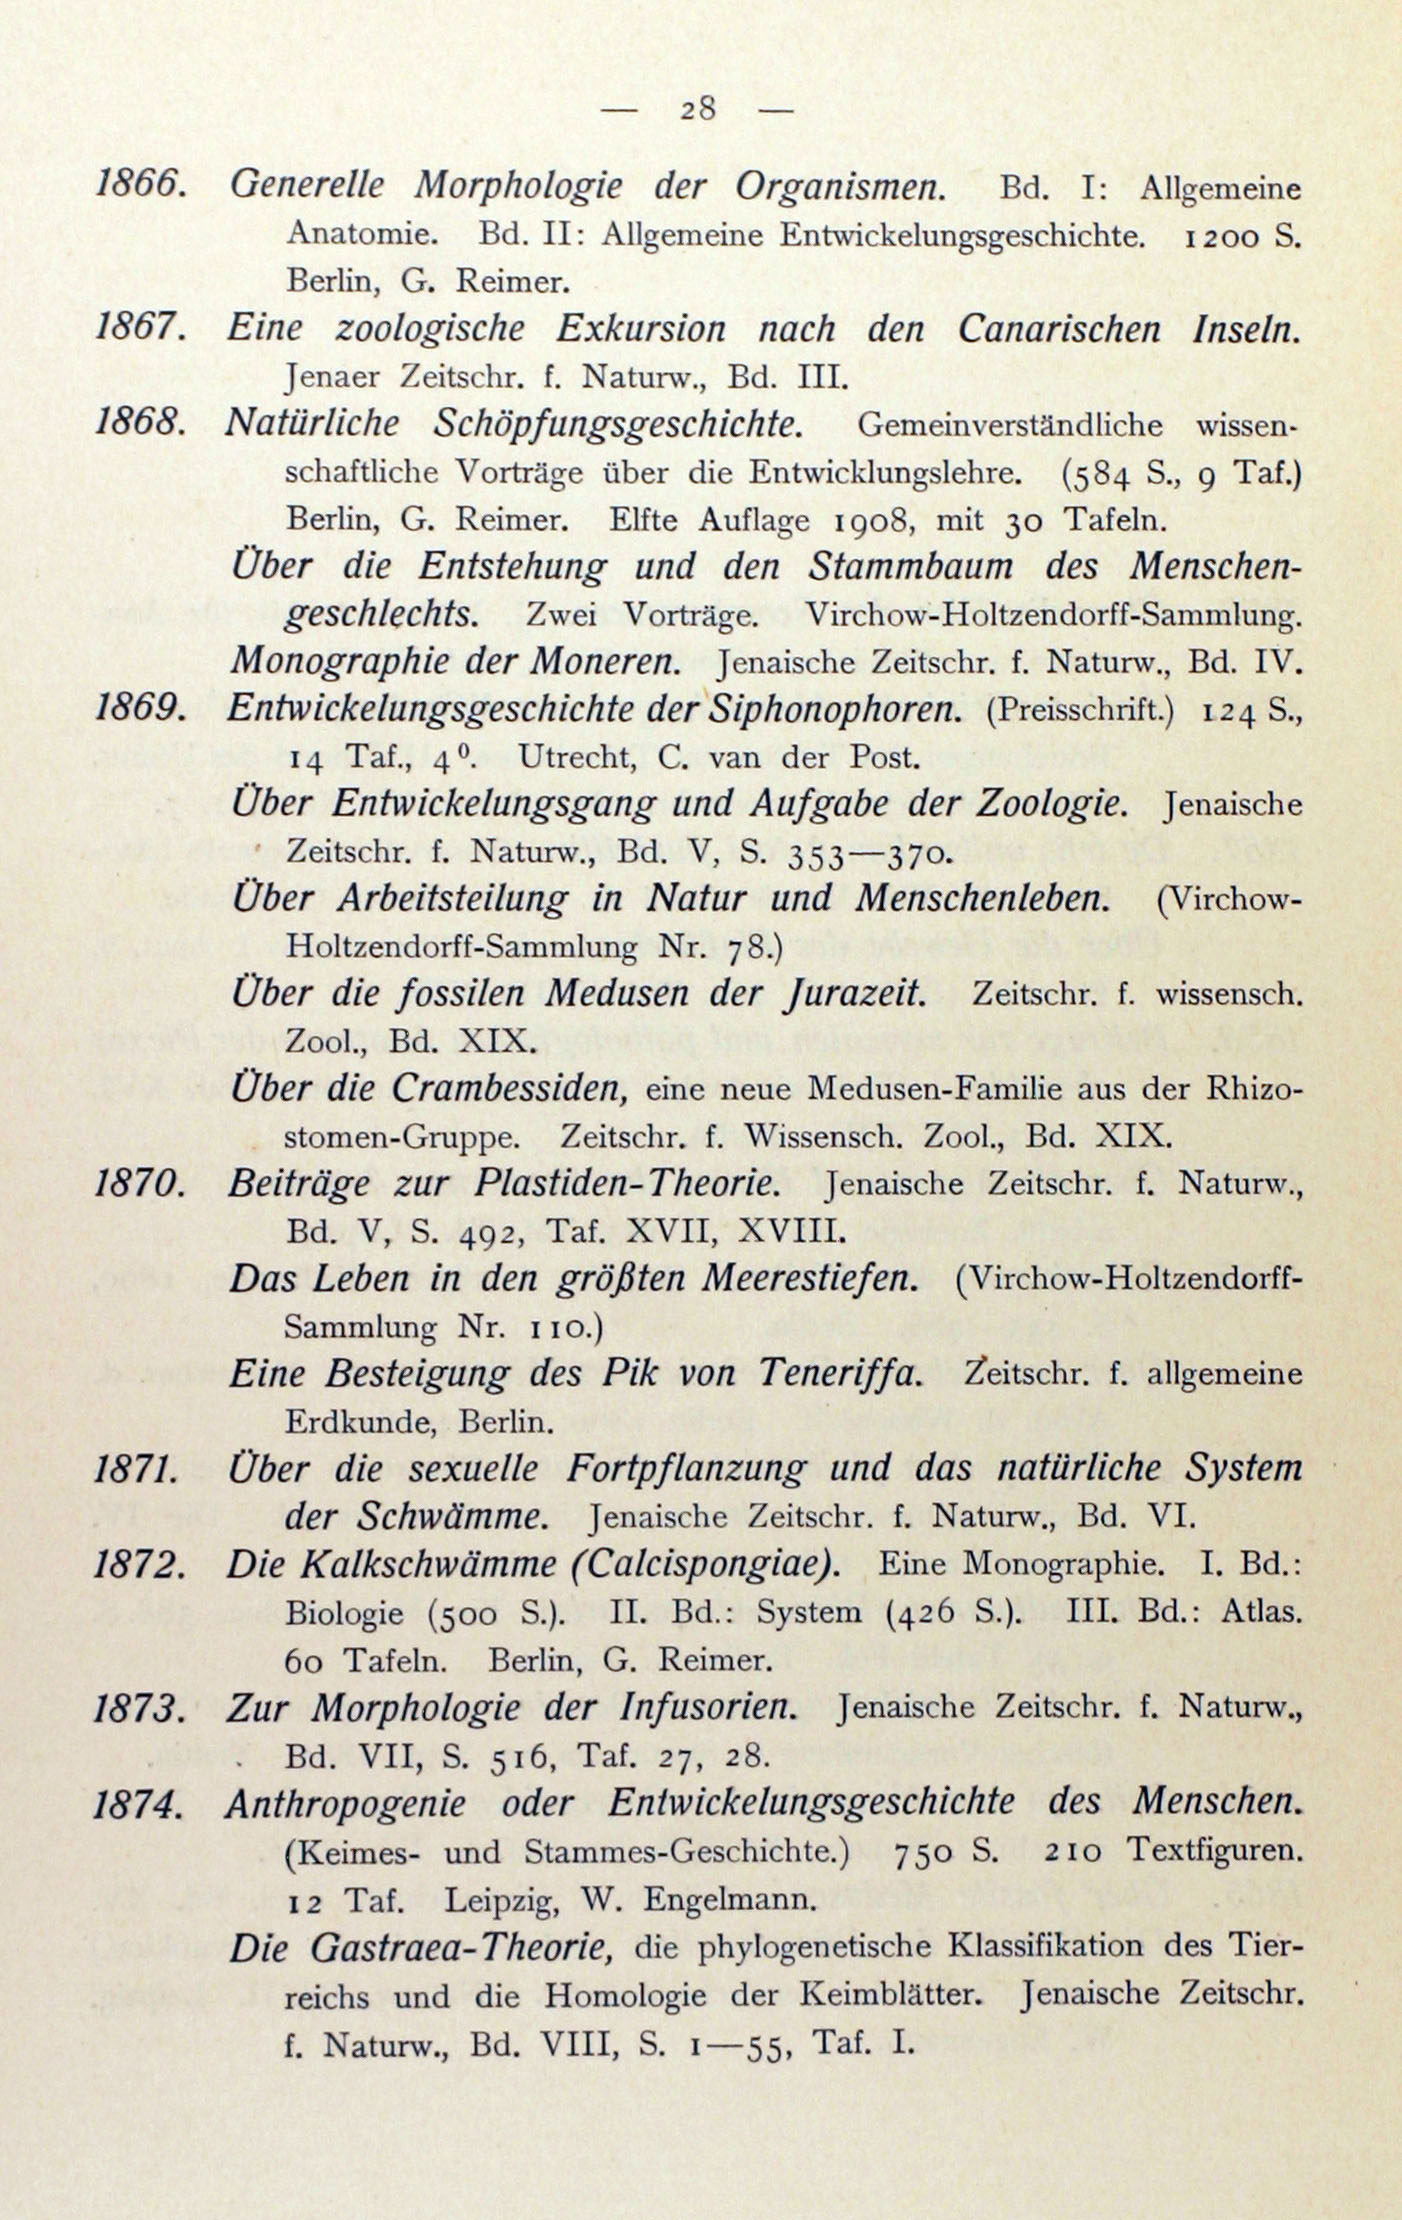 — 28 —
1866. Generelle Morphologie der Organismen. Bd. I: Allgemeine
Anatomie. Bd. II: Allgemeine Entwickelungsgeschichte. 1200 S.
Berlin, G. Reimer.
1867. Eine zoologische Exkursion nach den Canarischen Inseln.
Jenaer Zeitschr. f. Naturw., Bd. III.
1868. Natürliche Schöpfungsgeschichte. Gemeinverständliche wissen-
schaftliche Vorträge über die Entwicklungslehre. (584 S., 9 Taf.)
Berlin, G. Reimer. Elfte Auflage 1908, mit 30 Tafeln.
Über die Entstehung und den Stammbaum des Menschen-
geschlechts. Zwei Vorträge. Virchow-Holtzendorff-Sammlung.
Monographie der Moneren. Jenaische Zeitschr. f. Naturw., Bd. IV.
1869. Entwickelungsgeschichte der Siphonophoren. (Preisschrift.) 124 S.,
14 Taf., 4⁰. Utrecht, C. van der Post.
Über Entwickelungsgang und Aufgabe der Zoologie. Jenaische
Zeitschr. f. Naturw., Bd. V, S. 353—370.
Über Arbeitsteilung in Natur und Menschenleben. (Virchow-
Holtzendorff-Sammlung Nr. 78.)
Über die fossilen Medusen der Jurazeit. Zeitschr. f. wissensch.
Zool., Bd. XIX.
Über die Crambessiden, eine neue Medusen-Familie aus der Rhizo-
stomen-Gruppe. Zeitschr. f. Wissensch. Zool., Bd. XIX.
1870. Beiträge zur Plastiden-Theorie. Jenaische Zeitschr. f. Naturw.,
Bd. V, S. 492, Taf. XVII, XVIII.
Das Leben in den größten Meerestiefen. (Virchow-Holtzendorff-
Sammlung Nr. 110.)
Eine Besteigung des Pik von Teneriffa. Zeitschr. f. allgemeine
Erdkunde, Berlin.
1871. Über die sexuelle Fortpflanzung und das natürliche System
der Schwämme. Jenaische Zeitschr. f. Naturw., Bd. VI.
1872. Die Kalkschwämme (Calcispongiae). Eine Monographie. I. Bd.:
Biologie (500 S.). II. Bd.: System (426 S.). III. Bd.: Atlas.
60 Tafeln. Berlin, G. Reimer.
1873. Zur Morphologie der Infusorien. Jenaische Zeitschr. f. Naturw.,
Bd. VII, S. 516, Taf. 27, 28.
1874. Anthropogenie oder Entwickelungsgeschichte des Menschen.
(Keimes- und Stammes-Geschichte.) 750 S. 210 Textfiguren.
12 Taf. Leipzig, W. Engelmann.
Die Gastraea-Theorie, die phylogenetische Klassifikation des Tier-
reichs und die Homologie der Keimblätter. Jenaische Zeitschr.
f. Naturw., Bd. VIII, S. 1—55, Taf. I.